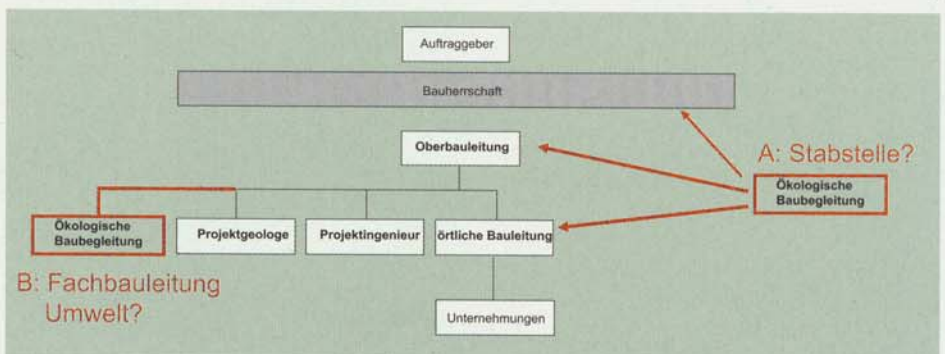 Auftraggeber
Bauherrschaft
Oberbauleitung
A: Stabstelle?
Ökologische
Baubegleitung
Ökologische
Baubegleitung
Projektgeologe
Projektingenieur
örtliche Bauleitung
B: Fachbauleitung
Umwelt?
Unternehmungen